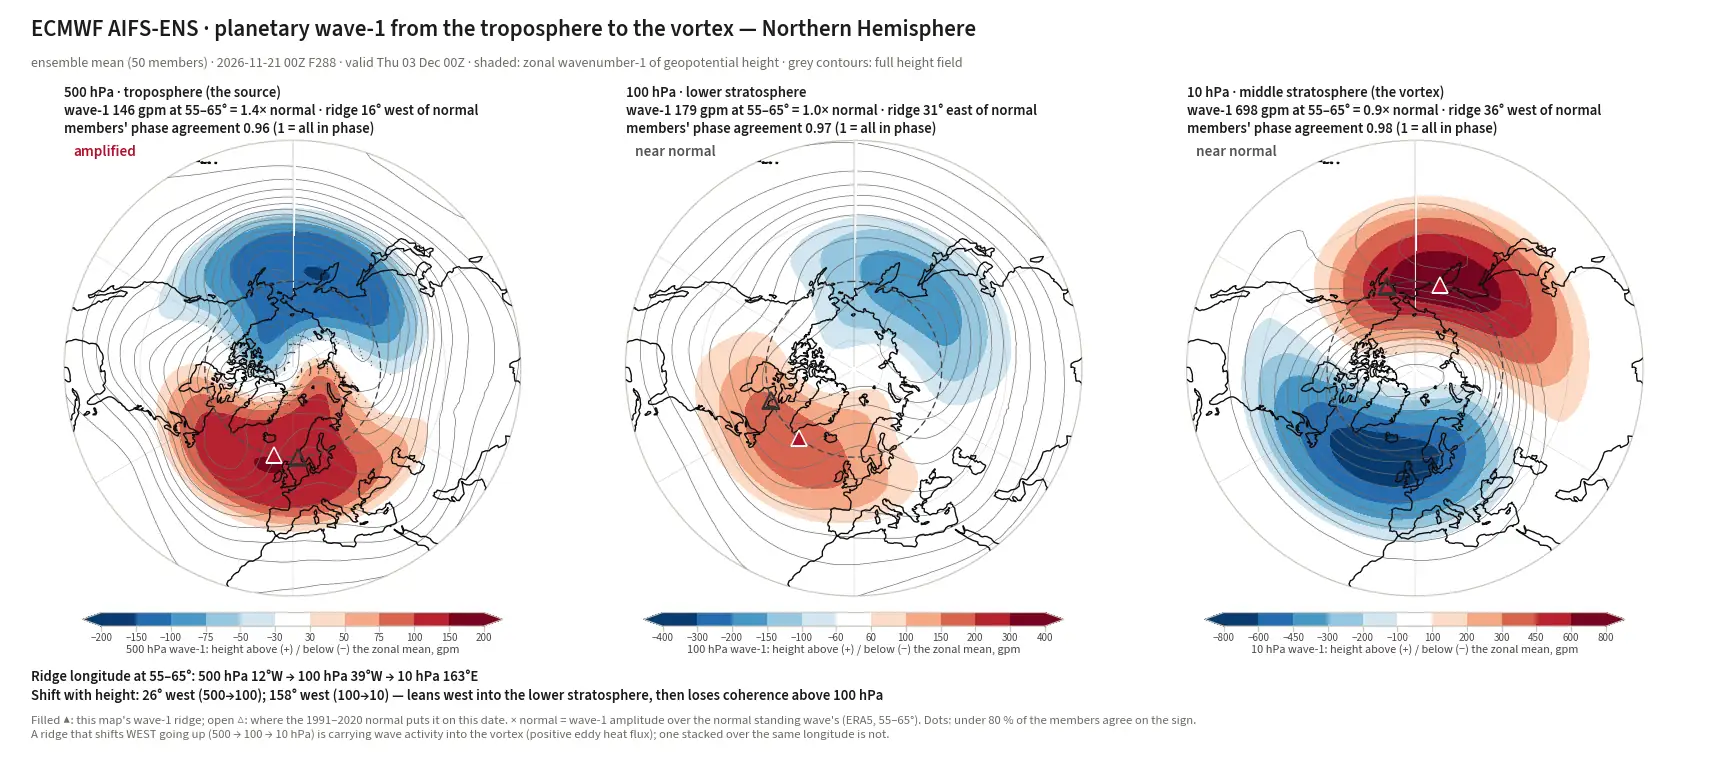 ECMWF AIFS-ENS · planetary wave-1 from the troposphere to the vortex — Northern Hemisphere
ensemble mean (50 members) · 2026-11-21 00Z F288 · valid Thu 03 Dec 00Z · shaded: zonal wavenumber-1 of geopotential height · grey contours: full height field
500 hPa · troposphere (the source)
wave-1 146 gpm at 55–65° = 1.4× normal · ridge 16° west of normal
members' phase agreement 0.96 (1 = all in phase)
amplified
100 hPa · lower stratosphere
wave-1 179 gpm at 55–65° = 1.0× normal · ridge 31° east of normal
members' phase agreement 0.97 (1 = all in phase)
near normal
10 hPa · middle stratosphere (the vortex)
wave-1 698 gpm at 55–65° = 0.9× normal · ridge 36° west of normal
members' phase agreement 0.98 (1 = all in phase)
near normal
−200 −150 −100 −75 −50 −30 30 50 75 100 150 200
500 hPa wave-1: height above (+) / below (−) the zonal mean, gpm
−400 −300 −200 −150 −100 −60 60 100 150 200 300 400
100 hPa wave-1: height above (+) / below (−) the zonal mean, gpm
−800 −600 −450 −300 −200 −100 100 200 300 450 600 800
10 hPa wave-1: height above (+) / below (−) the zonal mean, gpm
Ridge longitude at 55–65°: 500 hPa 12°W → 100 hPa 39°W → 10 hPa 163°E
Shift with height: 26° west (500→100); 158° west (100→10) — leans west into the lower stratosphere, then loses coherence above 100 hPa
Filled ▲: this map's wave-1 ridge; open △: where the 1991–2020 normal puts it on this date. × normal = wave-1 amplitude over the normal standing wave's (ERA5, 55–65°). Dots: under 80 % of the members agree on the sign.
A ridge that shifts WEST going up (500 → 100 → 10 hPa) is carrying wave activity into the vortex (positive eddy heat flux); one stacked over the same longitude is not.